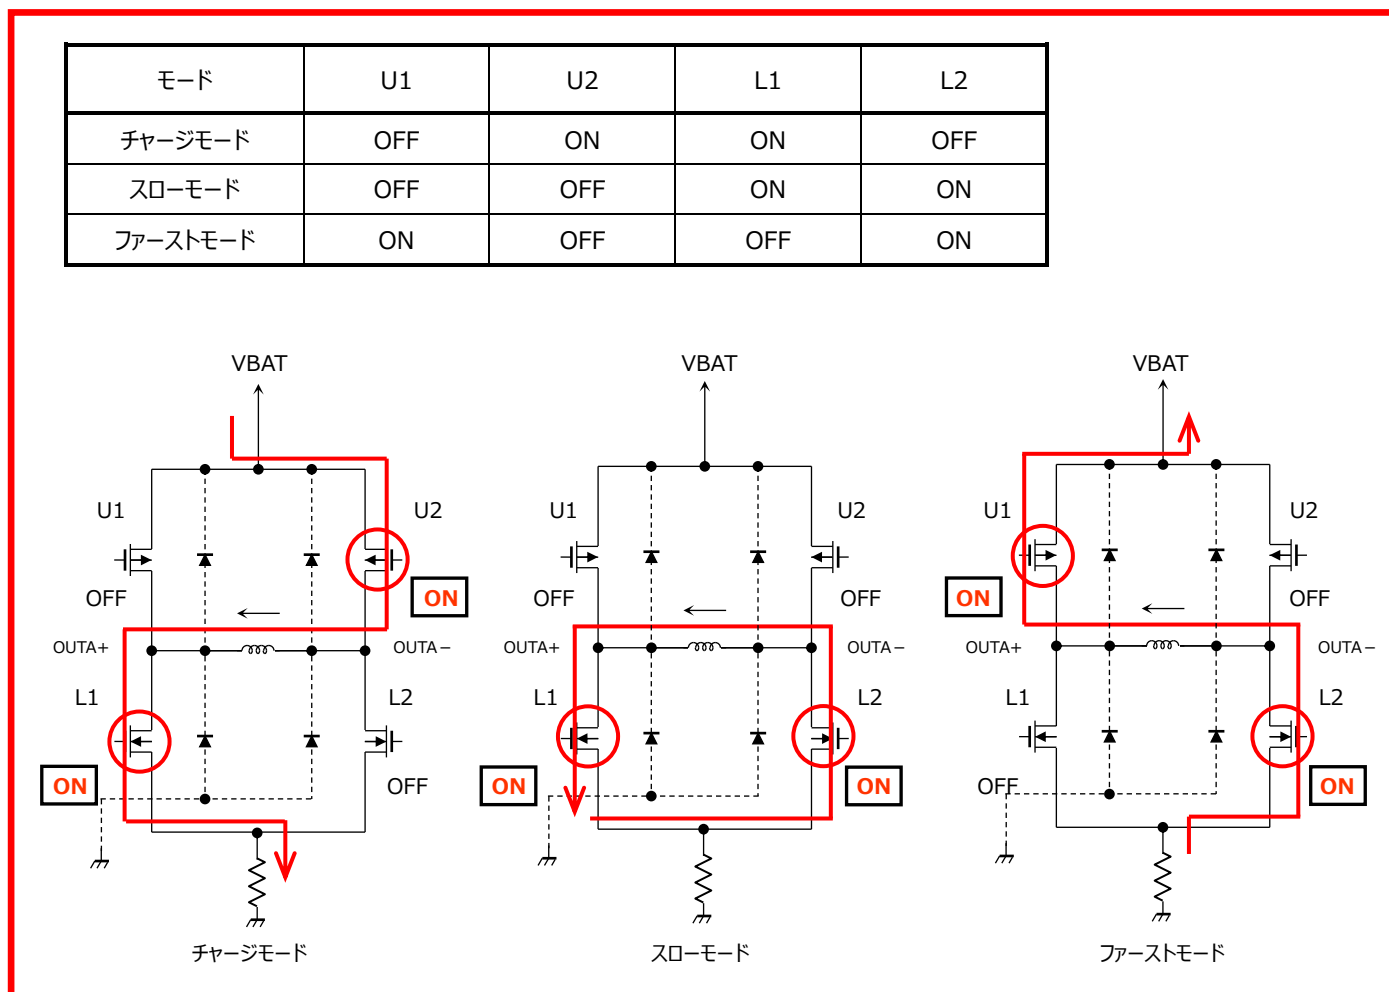 モード U1 U2 L1 L2
チャージモード OFF ON ON OFF
スローモード OFF OFF ON ON
ファーストモード ON OFF OFF ON
VBAT VBAT VBAT
U1 U2 U1 U2 U1 U2
OFF ON OFF OFF ON OFF
OUTA+ OUTA− OUTA+ OUTA− OUTA+ OUTA−
L1 L2 L1 L2 L1 L2
ON OFF ON ON OFF ON
チャージモード スローモード ファーストモード